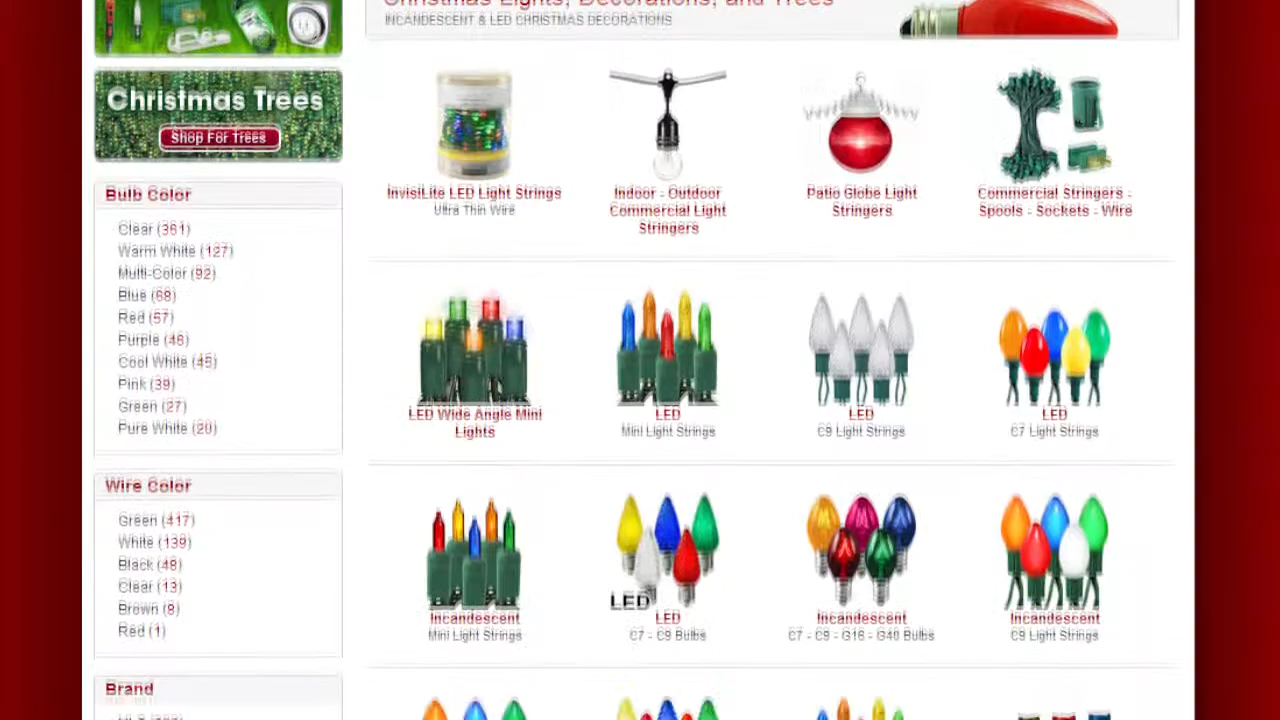 Christmas Lights, Decorations, and Trees
INCANDESCENT & LED CHRISTMAS DECORATIONS
Christmas Trees
Shop For Trees
Bulb Color
Clear (361)
Warm White (127)
Multi-Color (92)
Blue (68)
Red (57)
Purple (46)
Cool White (45)
Pink (39)
Green (27)
Pure White (20)
Wire Color
Green (417)
White (139)
Black (48)
Clear (13)
Brown (8)
Red (1)
Brand
InvisiLite LED Light Strings
Ultra Thin Wire
Indoor - Outdoor
Commercial Light
Stringers
Patio Globe Light
Stringers
Commercial Stringers -
Spools - Sockets - Wire
LED Wide Angle Mini
Lights
LED
Mini Light Strings
LED
C9 Light Strings
LED
C7 Light Strings
Incandescent
Mini Light Strings
LED
LED
C7 - C9 Bulbs
Incandescent
C7 - C9 - G16 - G40 Bulbs
Incandescent
C9 Light Strings